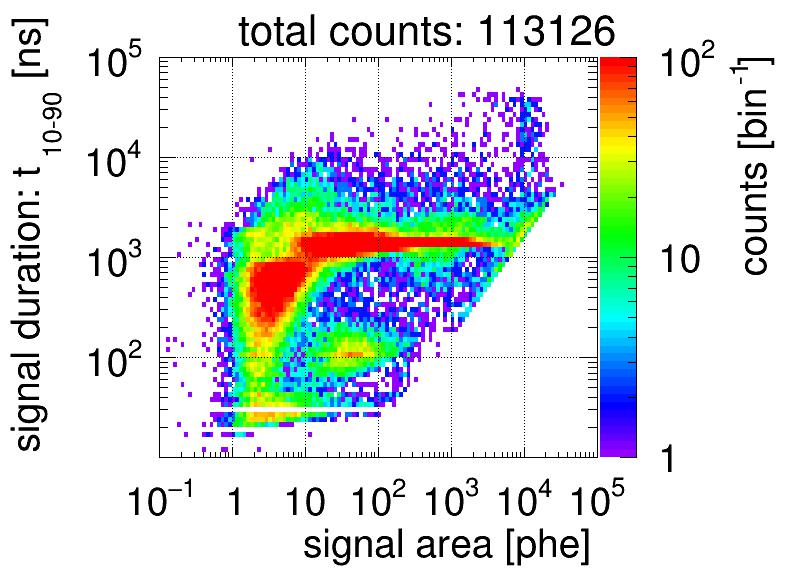 total counts: 113126
signal duration: t 10-90 [ns]
10^5
10^4
10^3
10^2
10^−1 1 10 10^2 10^3 10^4 10^5
signal area [phe]
10^2
10
1
counts [bin^-1]